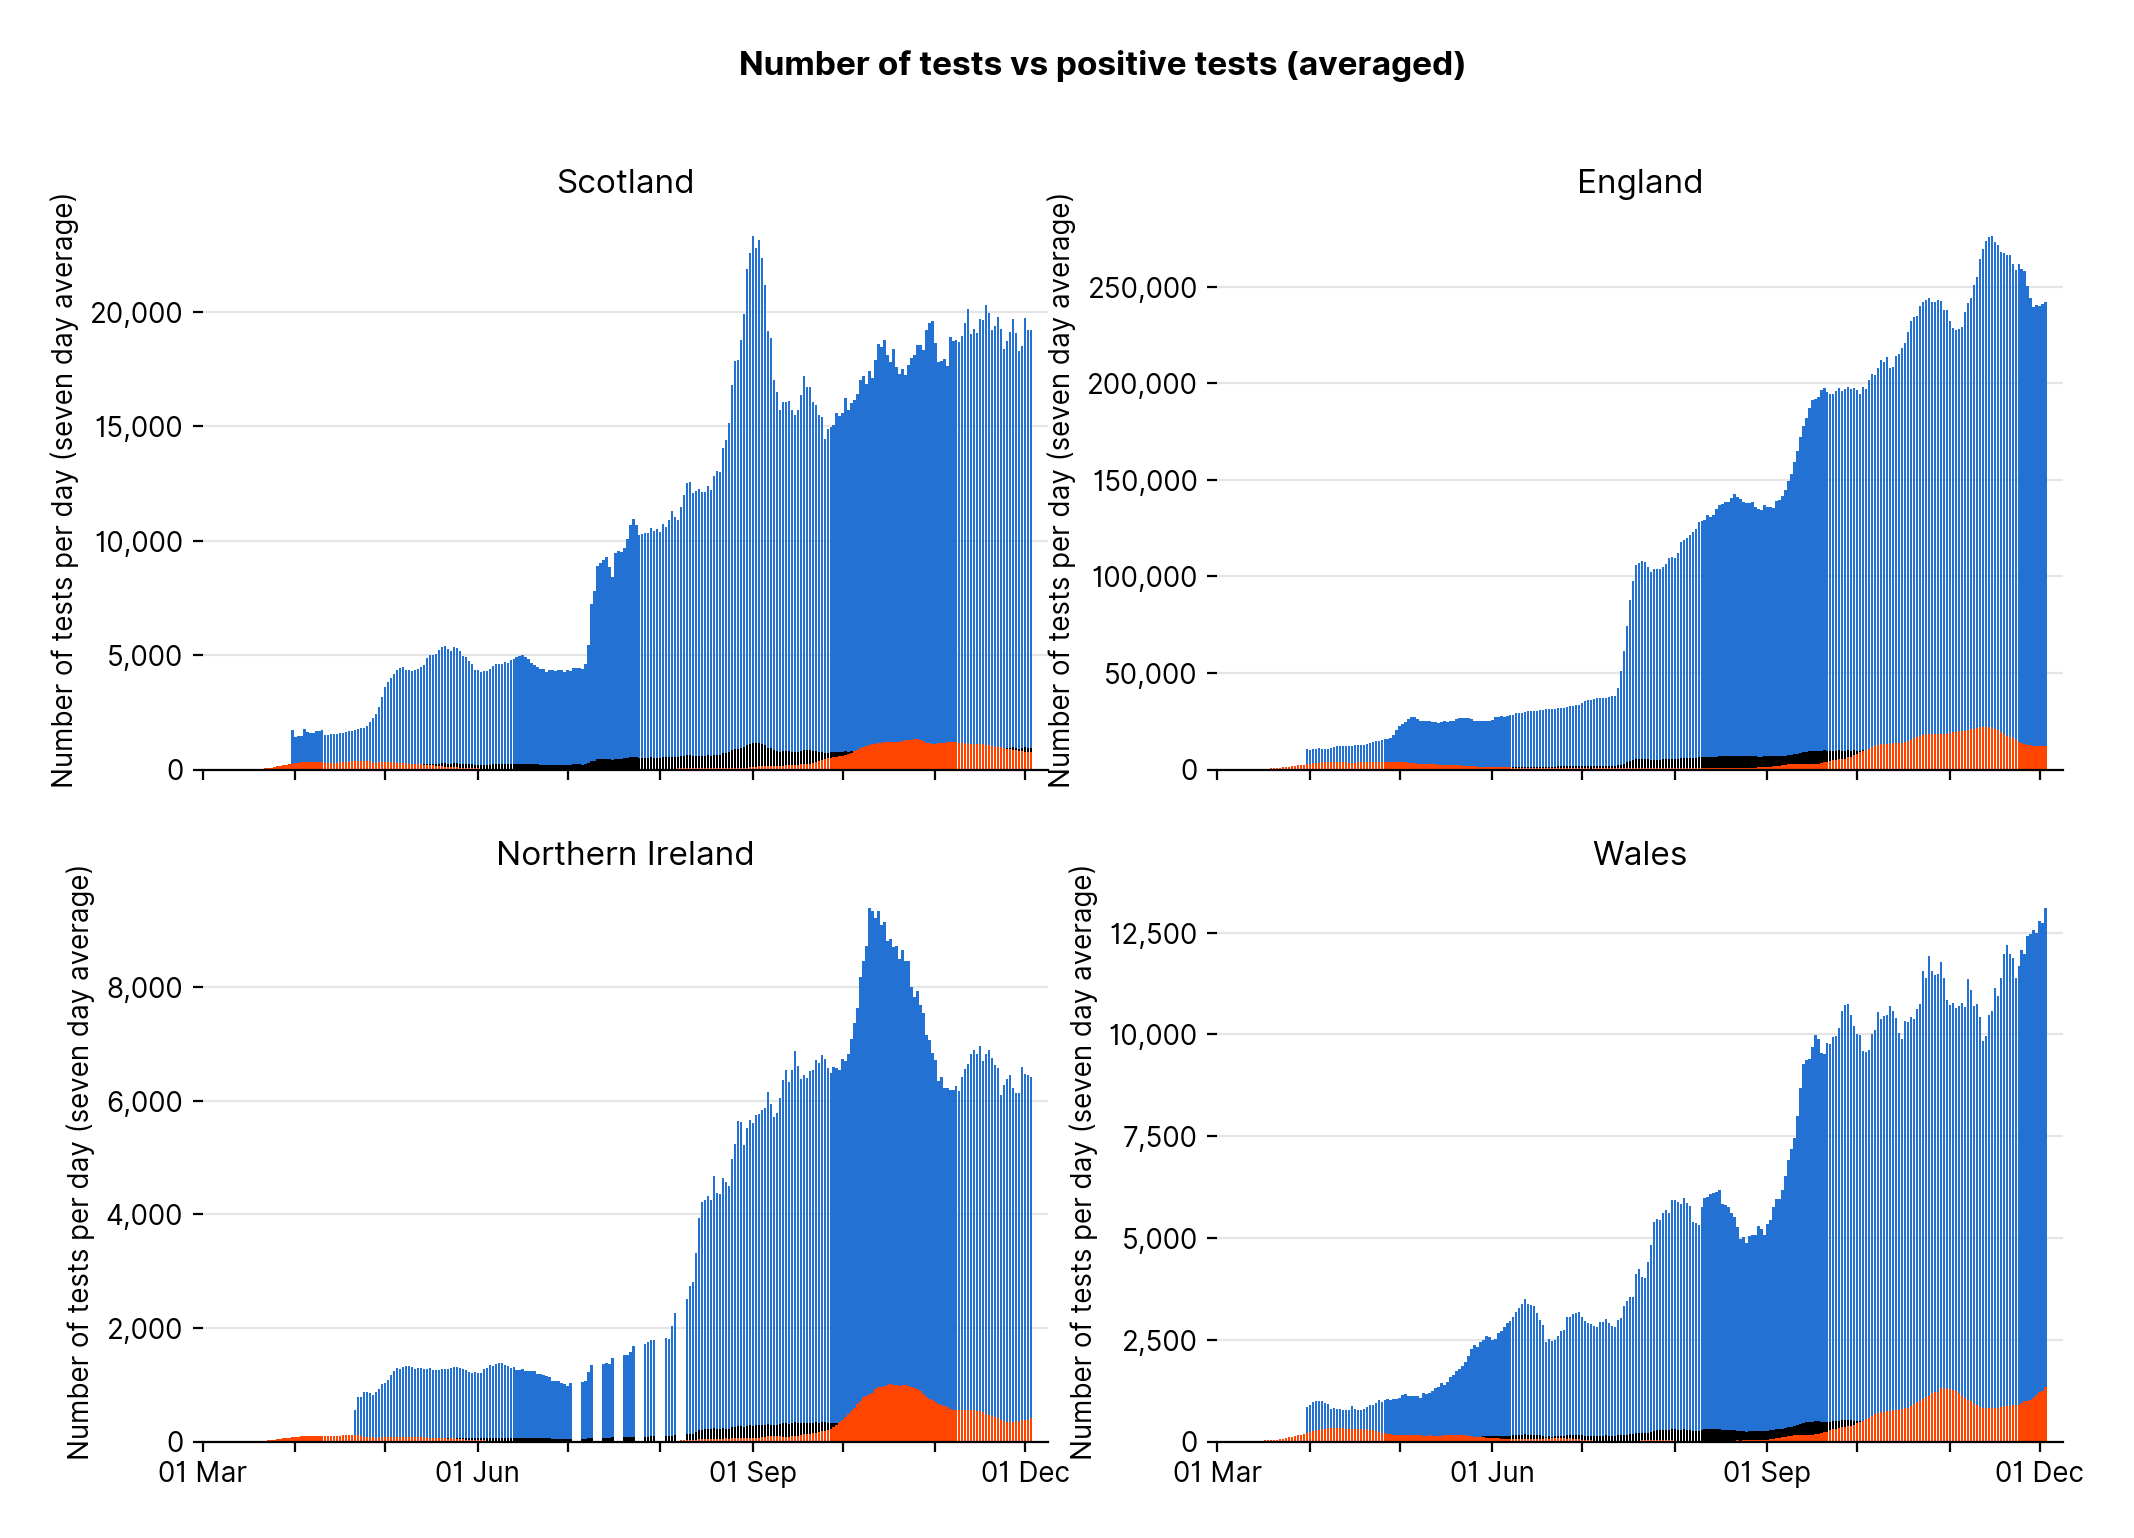 Number of tests vs positive tests (averaged)
Scotland
Number of tests per day (seven day average)
20,000
15,000
10,000
5,000
0
England
Number of tests per day (seven day average)
250,000
200,000
150,000
100,000
50,000
0
Northern Ireland
Number of tests per day (seven day average)
8,000
6,000
4,000
2,000
0
01 Mar
01 Jun
01 Sep
01 Dec
Wales
Number of tests per day (seven day average)
12,500
10,000
7,500
5,000
2,500
0
01 Mar
01 Jun
01 Sep
01 Dec